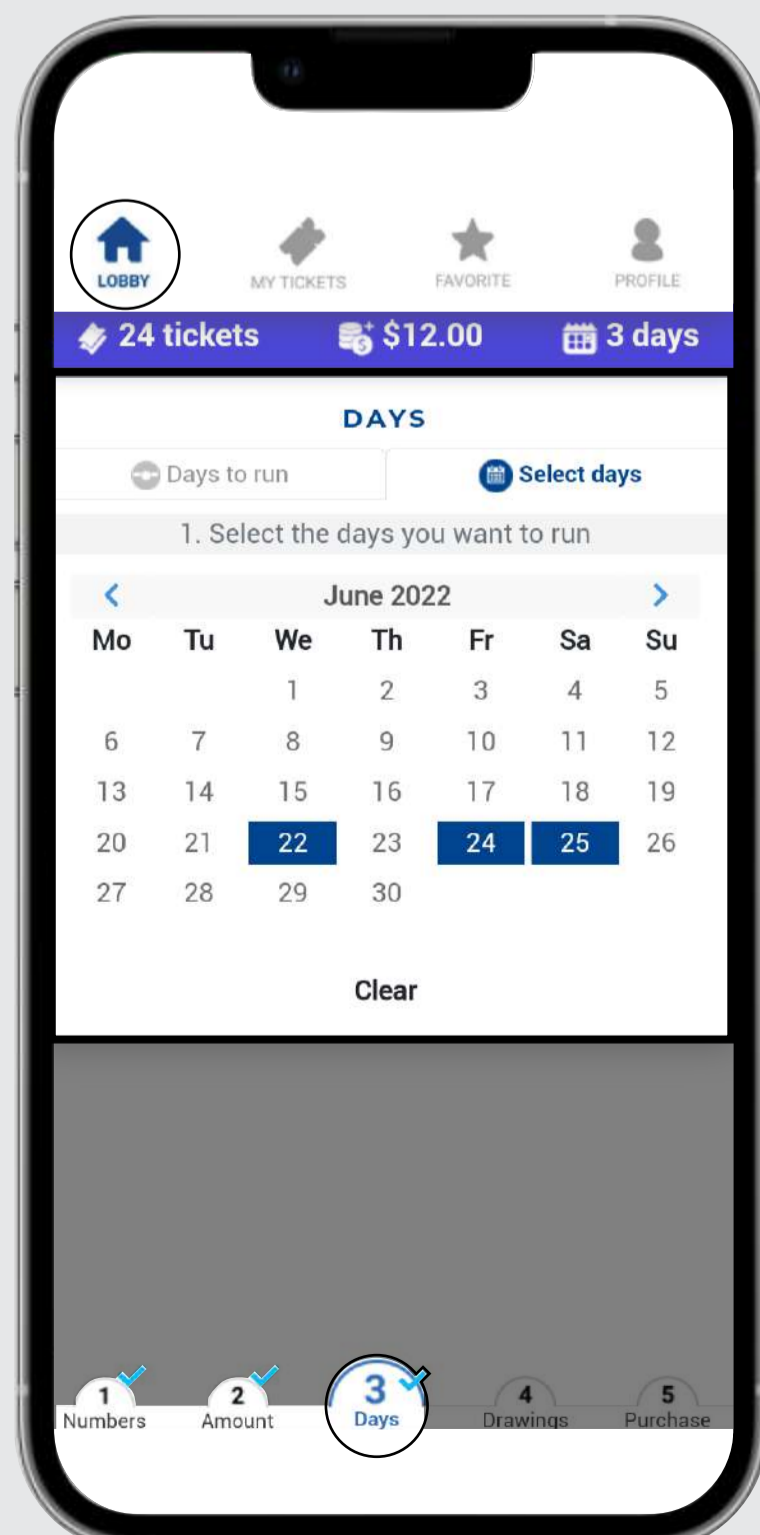 LOBBY MY TICKETS FAVORITE PROFILE
24 tickets $12.00 3 days
DAYS
Days to run Select days
1. Select the days you want to run
June 2022
Mo Tu We Th Fr Sa Su
1 2 3 4 5
6 7 8 9 10 11 12
13 14 15 16 17 18 19
20 21 22 23 24 25 26
27 28 29 30
Clear
1 2 3 4 5
Numbers Amount Days Drawings Purchase